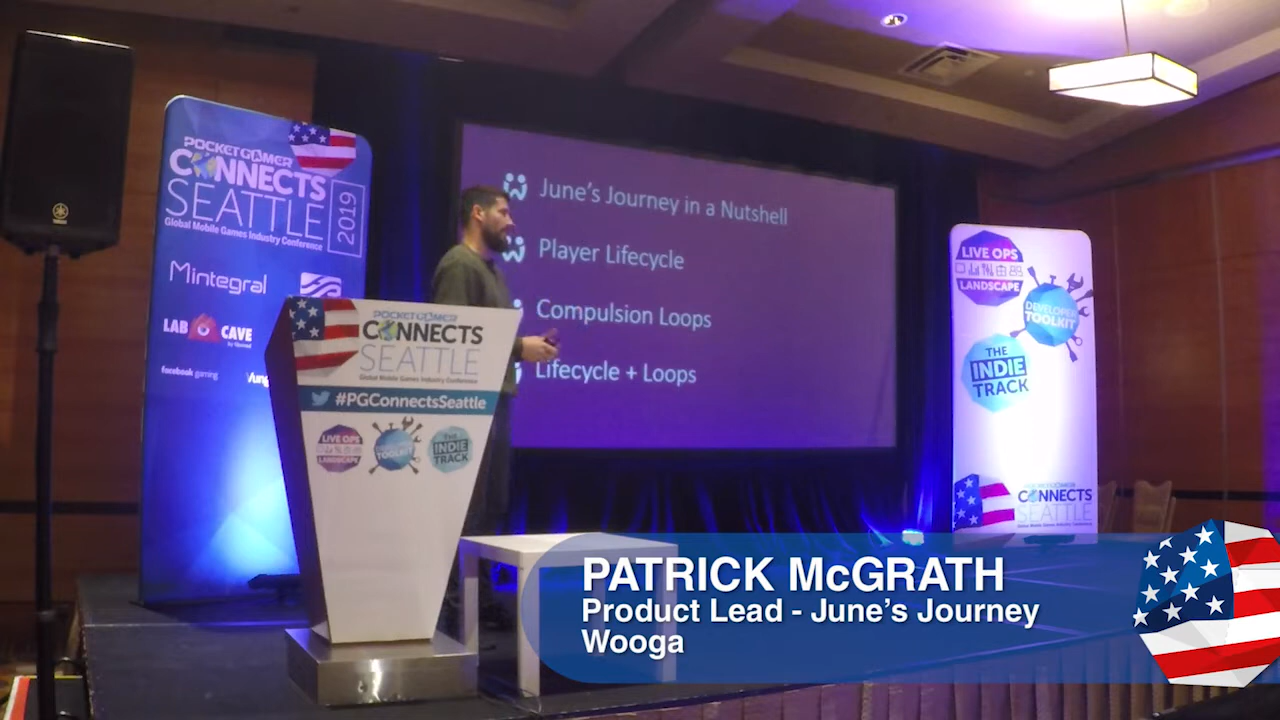 POCKETGAMER
CONNECTS
SEATTLE
2019
Global Mobile Games Industry Conference
Mintegral
LAB CAVE
facebook gaming
POCKETGAMER
CONNECTS
SEATTLE
Global Mobile Games Industry Conference
#PGConnectsSeattle
LIVE OPS
LANDSCAPE
DEVELOPER
TOOLKIT
THE
INDIE
TRACK
June's Journey in a Nutshell
Player Lifecycle
Compulsion Loops
Lifecycle + Loops
LIVE OPS
LANDSCAPE
DEVELOPER
TOOLKIT
THE
INDIE
TRACK
CONNECTS
SEATTLE
PATRICK McGRATH
Product Lead - June's Journey
Wooga